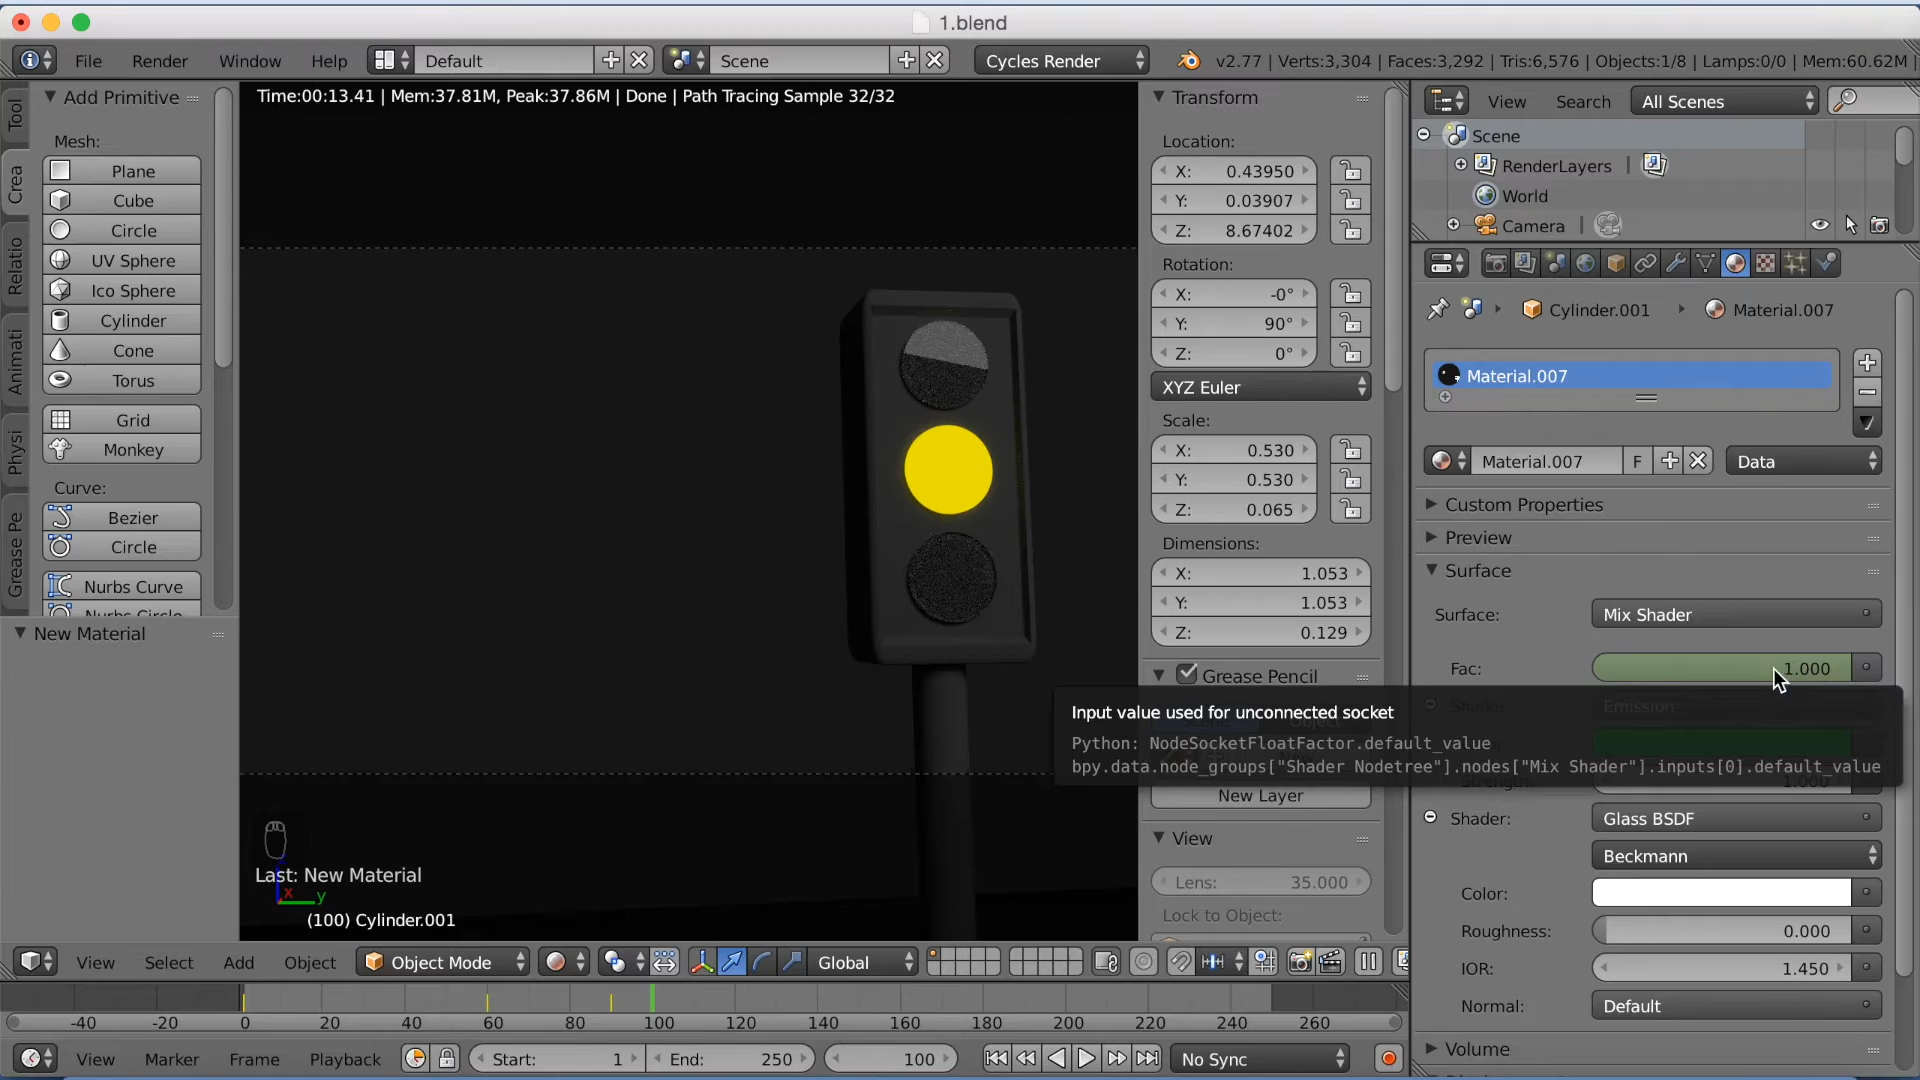 1.blend
File Render Window Help Default Scene Cycles Render v2.77 | Verts:3,304 | Faces:3,292 | Tris:6,576 | Objects:1/8 | Lamps:0/0 | Mem:60.62M |
Tool
Crea
Relatio
Animati
Physi
Grease Pe
Add Primitive
Mesh:
Plane
Cube
Circle
UV Sphere
Ico Sphere
Cylinder
Cone
Torus
Grid
Monkey
Curve:
Bezier
Circle
Nurbs Curve
Nurbs Circle
New Material
Time:00:13.41 | Mem:37.81M, Peak:37.86M | Done | Path Tracing Sample 32/32
Last: New Material
x y
(100) Cylinder.001
Transform
Location:
X: 0.43950
Y: 0.03907
Z: 8.67402
Rotation:
X: -0°
Y: 90°
Z: 0°
XYZ Euler
Scale:
X: 0.530
Y: 0.530
Z: 0.065
Dimensions:
X: 1.053
Y: 1.053
Z: 0.129
Grease Pencil
New Layer
View
Lens: 35.000
Lock to Object:
View Search All Scenes
Scene
RenderLayers |
World
Camera |
Cylinder.001 Material.007
Material.007
Material.007 F Data
Custom Properties
Preview
Surface
Surface: Mix Shader
Fac: 1.000
Shader: Emission
Input value used for unconnected socket
Python: NodeSocketFloatFactor.default_value
bpy.data.node_groups["Shader Nodetree"].nodes["Mix Shader"].inputs[0].default_value
Strength: 1.000
Shader: Glass BSDF
Beckmann
Color:
Roughness: 0.000
IOR: 1.450
Normal: Default
Volume
View Select Add Object Object Mode Global
-40 -20 0 20 40 60 80 100 120 140 160 180 200 220 240 260
View Marker Frame Playback Start: 1 End: 250 100 No Sync